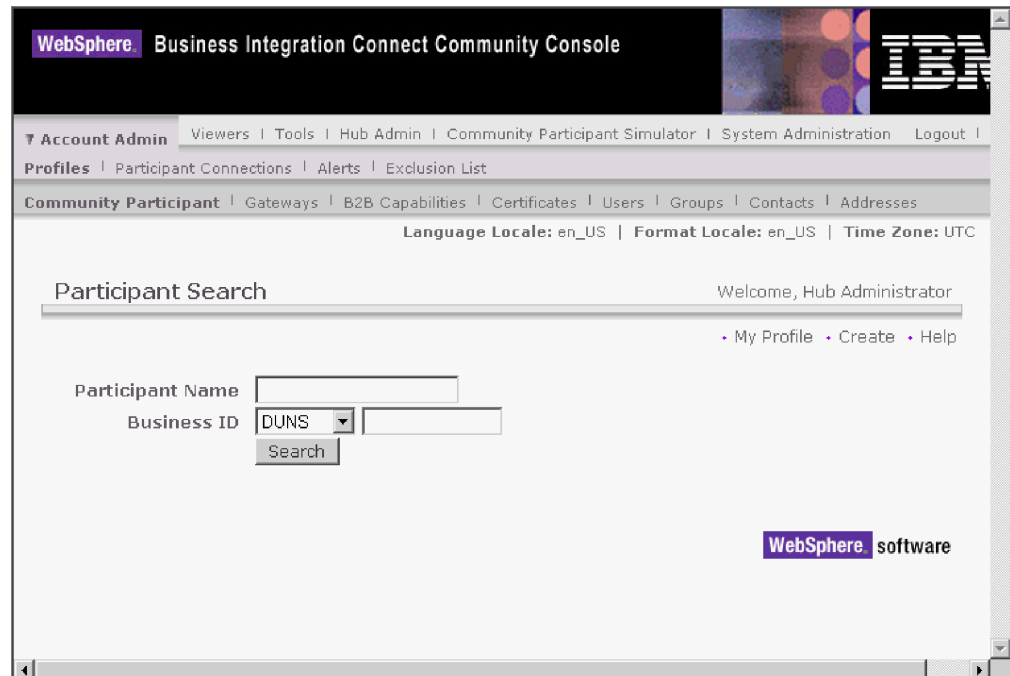 WebSphere. Business Integration Connect Community Console
IBM
Account Admin Viewers | Tools | Hub Admin | Community Participant Simulator | System Administration Logout |
Profiles | Participant Connections | Alerts | Exclusion List
Community Participant | Gateways | B2B Capabilities | Certificates | Users | Groups | Contacts | Addresses
Language Locale: en_US | Format Locale: en_US | Time Zone: UTC
Participant Search Welcome, Hub Administrator
• My Profile • Create • Help
Participant Name
Business ID DUNS
Search
WebSphere. software